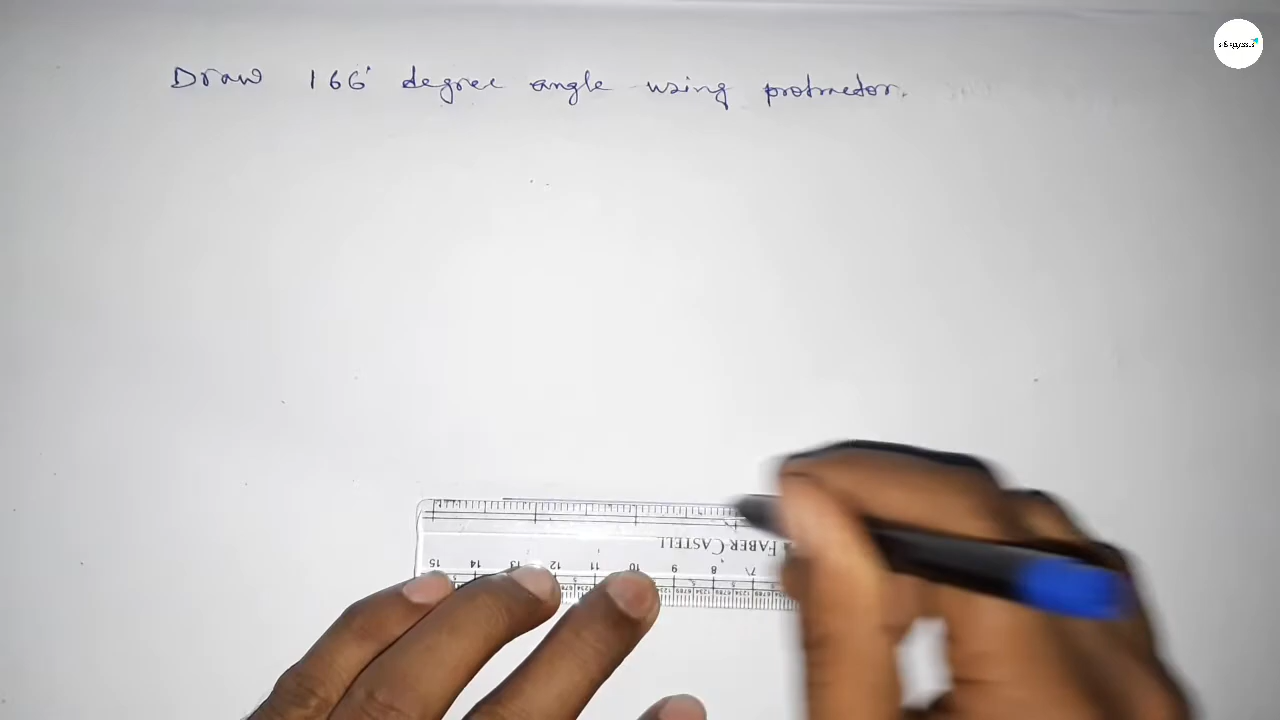 Draw 166° degree angle using protractor.
FABER CASTELL
15 14 13 12 11 10 9 8 7